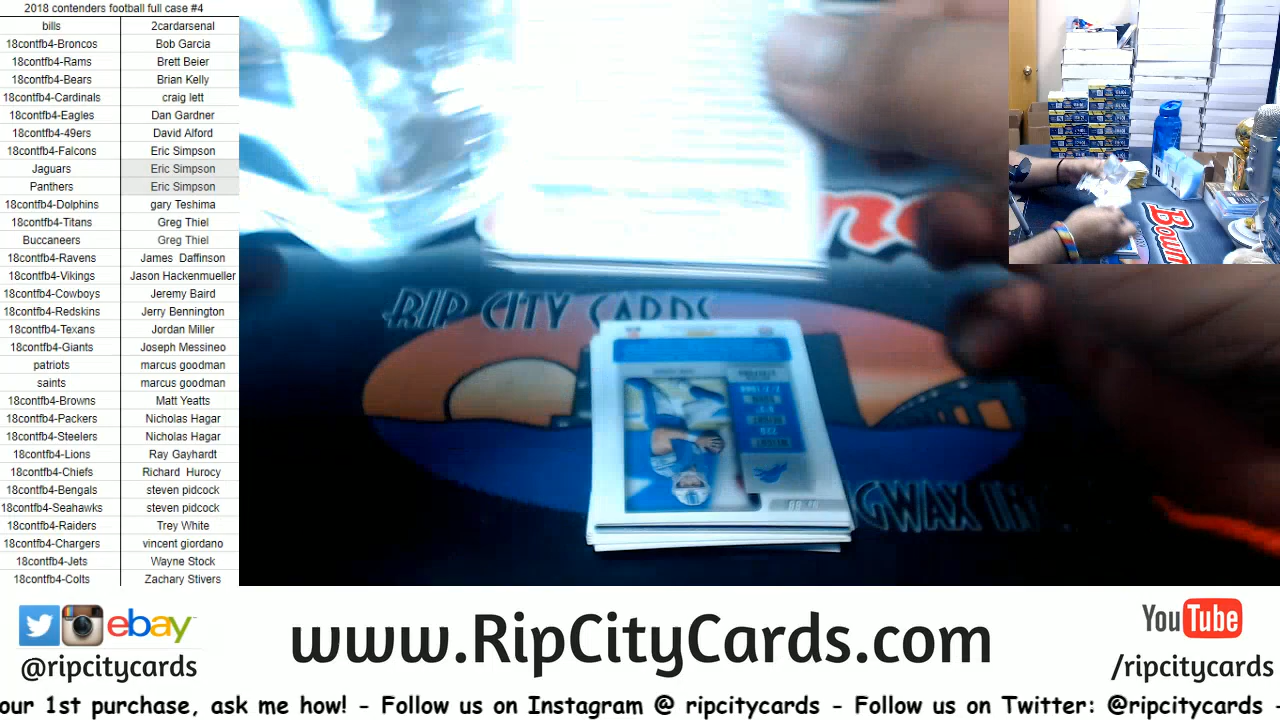 2018 contenders football full case #4
bills 2cardarsenal
18contfb4-Broncos Bob Garcia
18contfb4-Rams Brett Beier
18contfb4-Bears Brian Kelly
18contfb4-Cardinals craig lett
18contfb4-Eagles Dan Gardner
18contfb4-49ers David Alford
18contfb4-Falcons Eric Simpson
Jaguars Eric Simpson
Panthers Eric Simpson
18contfb4-Dolphins gary Teshima
18contfb4-Titans Greg Thiel
Buccaneers Greg Thiel
18contfb4-Ravens James Daffinson
18contfb4-Vikings Jason Hackenmueller
18contfb4-Cowboys Jeremy Baird
18contfb4-Redskins Jerry Bennington
18contfb4-Texans Jordan Miller
18contfb4-Giants Joseph Messineo
patriots marcus goodman
saints marcus goodman
18contfb4-Browns Matt Yeatts
18contfb4-Packers Nicholas Hagar
18contfb4-Steelers Nicholas Hagar
18contfb4-Lions Ray Gayhardt
18contfb4-Chiefs Richard Hurocy
18contfb4-Bengals steven pidcock
18contfb4-Seahawks steven pidcock
18contfb4-Raiders Trey White
18contfb4-Chargers vincent giordano
18contfb4-Jets Wayne Stock
18contfb4-Colts Zachary Stivers
RIP CITY CARDS
GWAX IN
Bown
ebay
@ripcitycards
www.RipCityCards.com
YouTube
/ripcitycards
our 1st purchase, ask me how! - Follow us on Instagram @ ripcitycards - Follow us on Twitter: @ripcitycards -